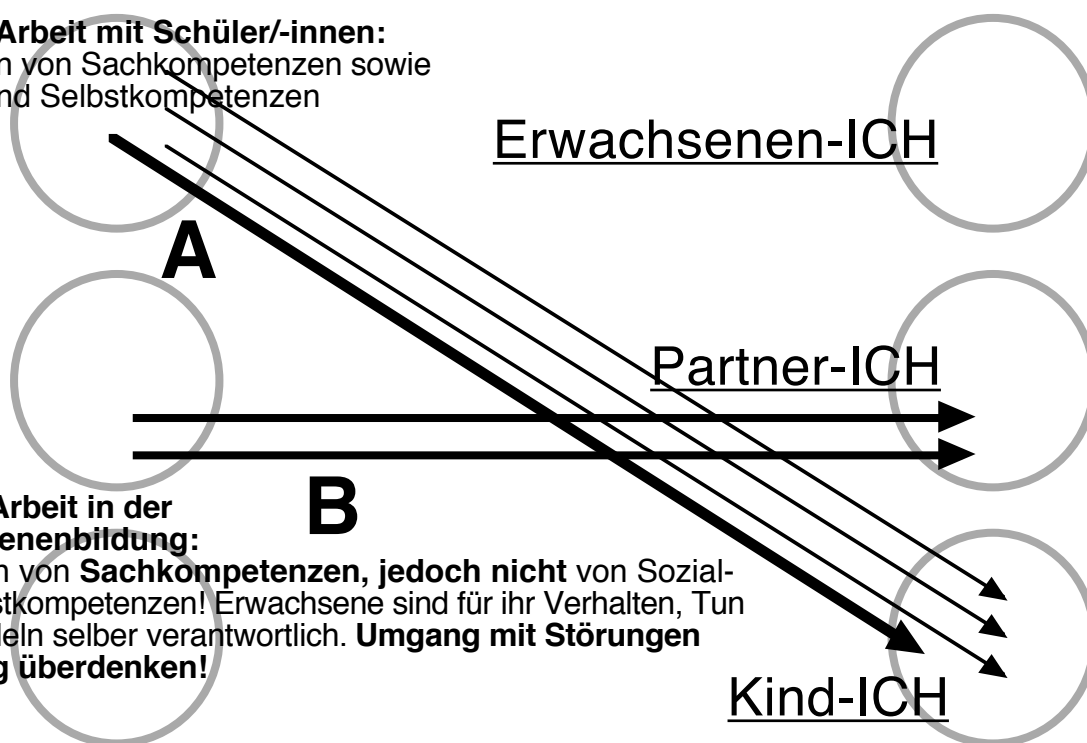 Arbeit mit Schüler/-innen:
n von Sachkompetenzen sowie
nd Selbstkompetenzen
Erwachsenen-ICH
A
Partner-ICH
B
Arbeit in der
enenbildung:
n von Sachkompetenzen, jedoch nicht von Sozial-
stkompetenzen! Erwachsene sind für ihr Verhalten, Tun
deln selber verantwortlich. Umgang mit Störungen
g überdenken!
Kind-ICH